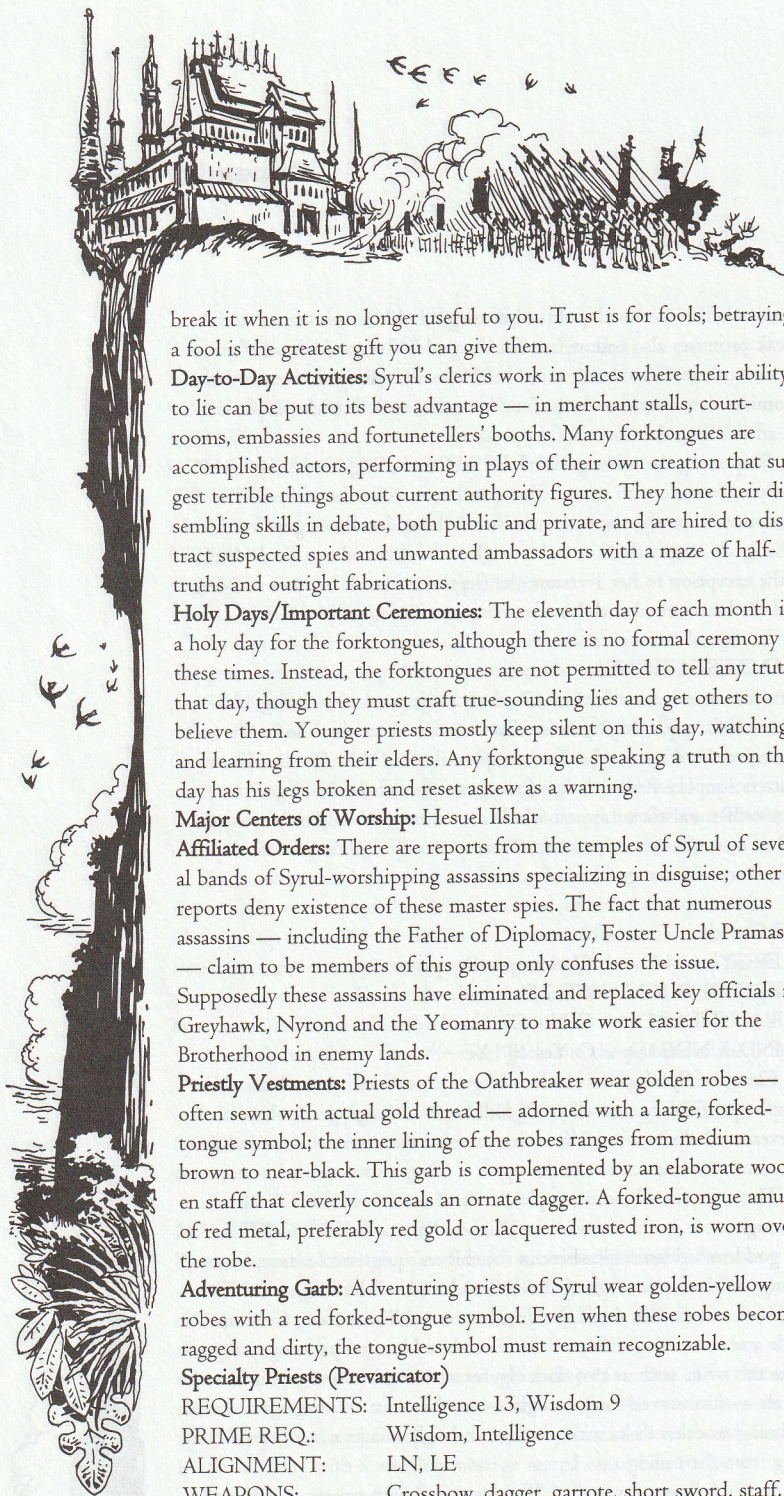 break it when it is no longer useful to you. Trust is for fools; betraying
a fool is the greatest gift you can give them.
Day-to-Day Activities: Syrul's clerics work in places where their ability
to lie can be put to its best advantage — in merchant stalls, court-
rooms, embassies and fortunetellers' booths. Many forktongues are
accomplished actors, performing in plays of their own creation that su
gest terrible things about current authority figures. They hone their di
sembling skills in debate, both public and private, and are hired to dis
tract suspected spies and unwanted ambassadors with a maze of half-
truths and outright fabrications.
Holy Days/Important Ceremonies: The eleventh day of each month i
a holy day for the forktongues, although there is no formal ceremony
these times. Instead, the forktongues are not permitted to tell any trut
that day, though they must craft true-sounding lies and get others to
believe them. Younger priests mostly keep silent on this day, watching
and learning from their elders. Any forktongue speaking a truth on th
day has his legs broken and reset askew as a warning.
Major Centers of Worship: Hesuel Ilshar
Affiliated Orders: There are reports from the temples of Syrul of seve
al bands of Syrul-worshipping assassins specializing in disguise; other
reports deny existence of these master spies. The fact that numerous
assassins — including the Father of Diplomacy, Foster Uncle Pramas
— claim to be members of this group only confuses the issue.
Supposedly these assassins have eliminated and replaced key officials
Greyhawk, Nyrond and the Yeomanry to make work easier for the
Brotherhood in enemy lands.
Priestly Vestments: Priests of the Oathbreaker wear golden robes —
often sewn with actual gold thread — adorned with a large, forked-
tongue symbol; the inner lining of the robes ranges from medium
brown to near-black. This garb is complemented by an elaborate woo
en staff that cleverly conceals an ornate dagger. A forked-tongue amu
of red metal, preferably red gold or lacquered rusted iron, is worn ov
the robe.
Adventuring Garb: Adventuring priests of Syrul wear golden-yellow
robes with a red forked-tongue symbol. Even when these robes becom
ragged and dirty, the tongue-symbol must remain recognizable.
Specialty Priests (Prevaricator)
REQUIREMENTS: Intelligence 13, Wisdom 9
PRIME REQ.: Wisdom, Intelligence
ALIGNMENT: LN, LE
WEAPONS: Crossbow, dagger, garrote, short sword, staff